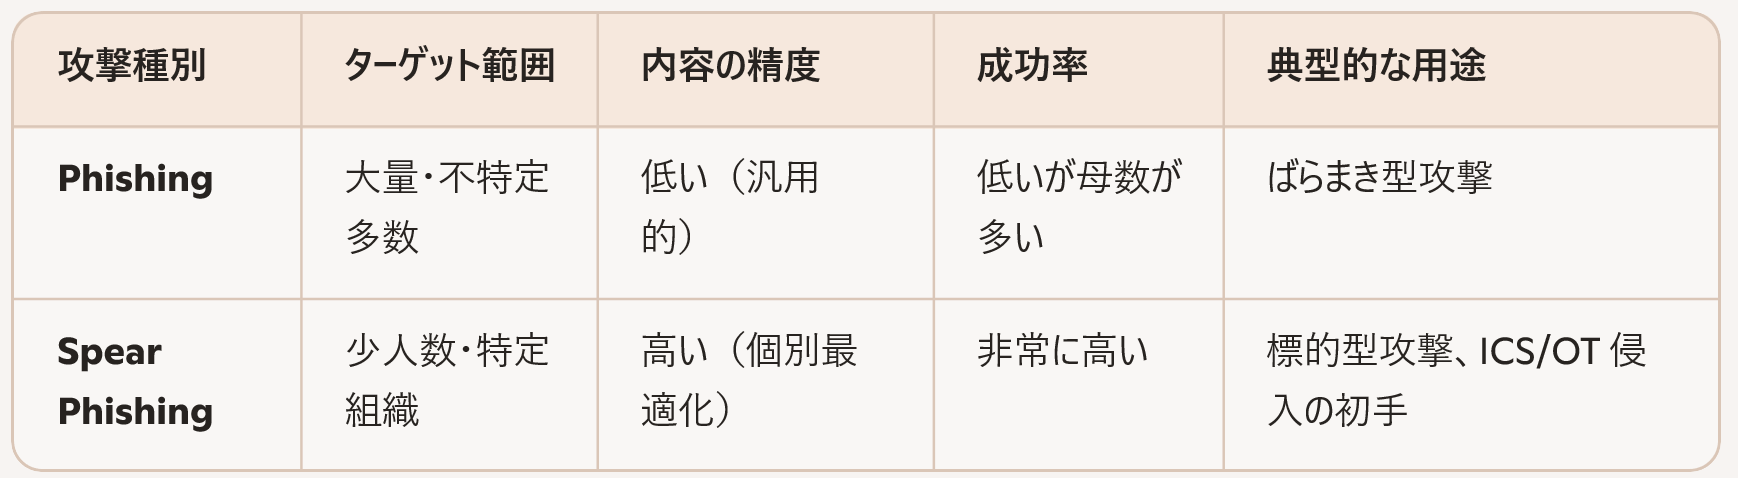 攻撃種別
ターゲット範囲
内容の精度
成功率
典型的な用途
Phishing
大量・不特定
多数
低い（汎用
的）
低いが母数が
多い
ばらまき型攻撃
Spear
Phishing
少人数・特定
組織
高い（個別最
適化）
非常に高い
標的型攻撃、ICS/OT 侵
入の初手